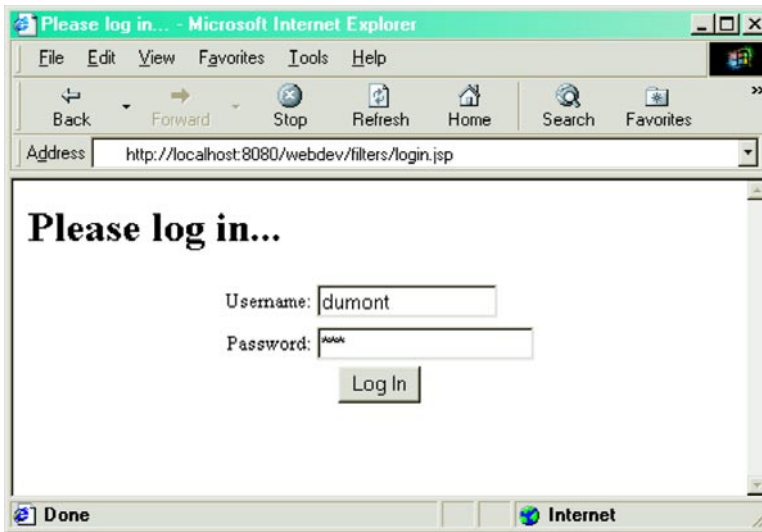 Please log in... - Microsoft Internet Explorer
File Edit View Favorites Tools Help
Back Forward Stop Refresh Home Search Favorites »
Address http://localhost:8080/webdev/filters/login.jsp
Please log in...
Username: dumont
Password: ****
Log In
Done Internet